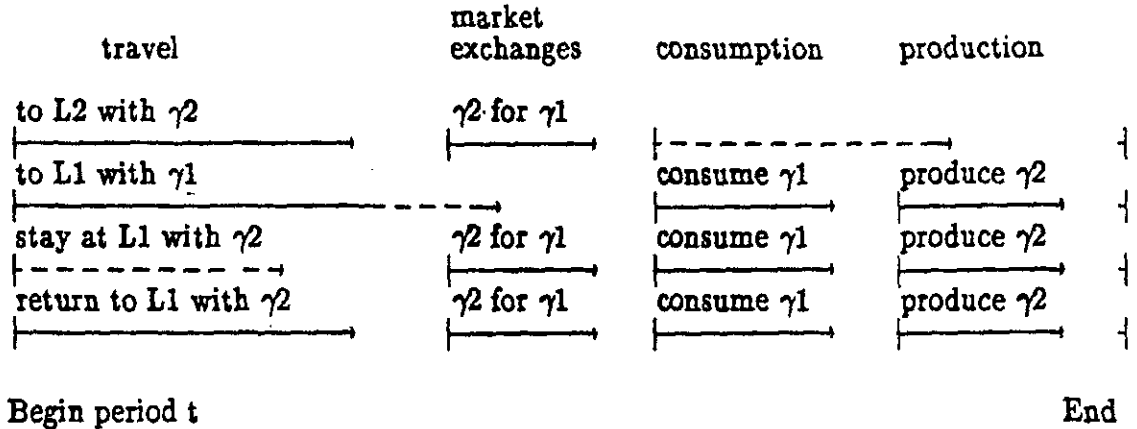 travel market exchanges consumption production
to L2 with γ2 γ2 for γ1
to L1 with γ1 consume γ1 produce γ2
stay at L1 with γ2 γ2 for γ1 consume γ1 produce γ2
return to L1 with γ2 γ2 for γ1 consume γ1 produce γ2
Begin period t End